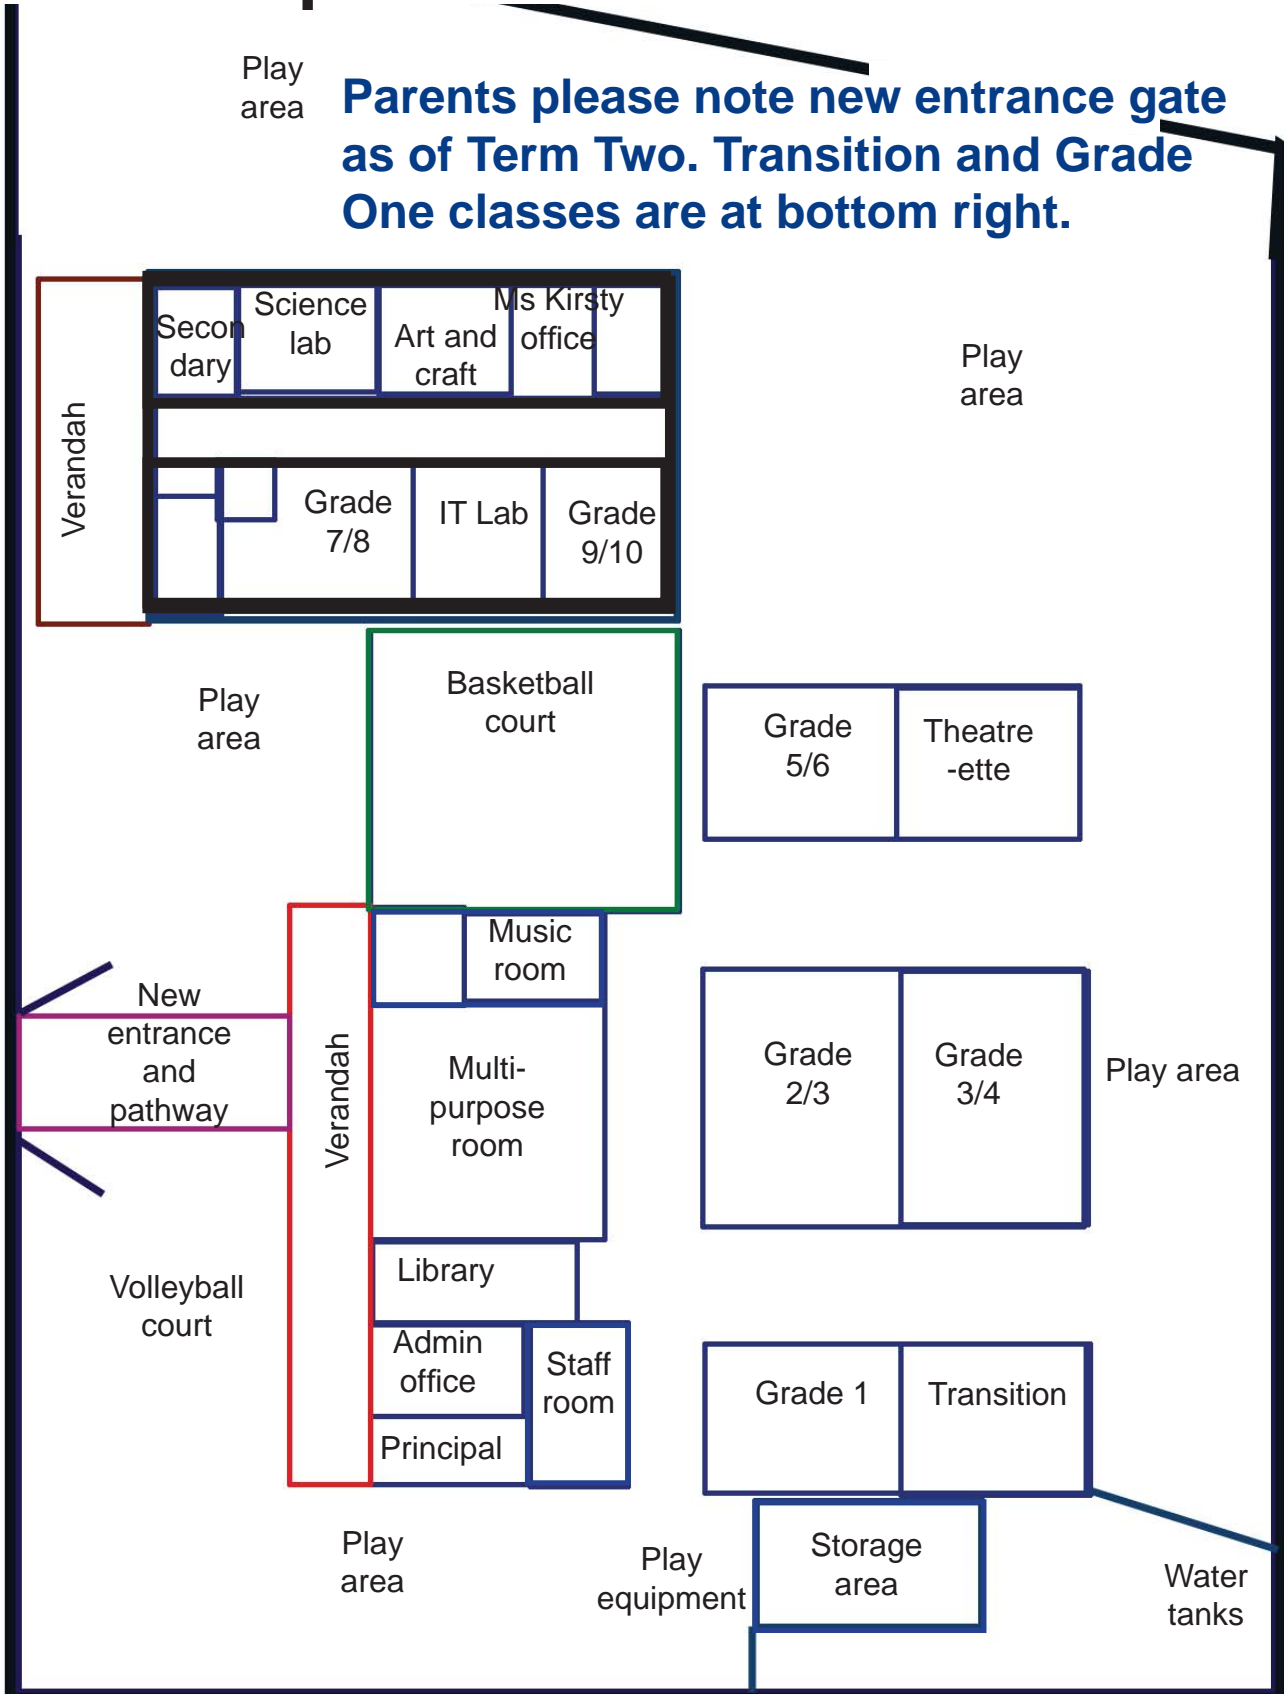 Play
area
Parents please note new entrance gate
as of Term Two. Transition and Grade
One classes are at bottom right.
Secon
dary
Science
lab
Art and
craft
Ms Kirsty
office
Play
area
Verandah
Grade
7/8
IT Lab
Grade
9/10
Play
area
Basketball
court
Grade
5/6
Theatre
-ette
Music
room
New
entrance
and
pathway
Verandah
Multi-
purpose
room
Grade
2/3
Grade
3/4
Play area
Volleyball
court
Library
Admin
office
Staff
room
Principal
Grade 1
Transition
Play
area
Play
equipment
Storage
area
Water
tanks